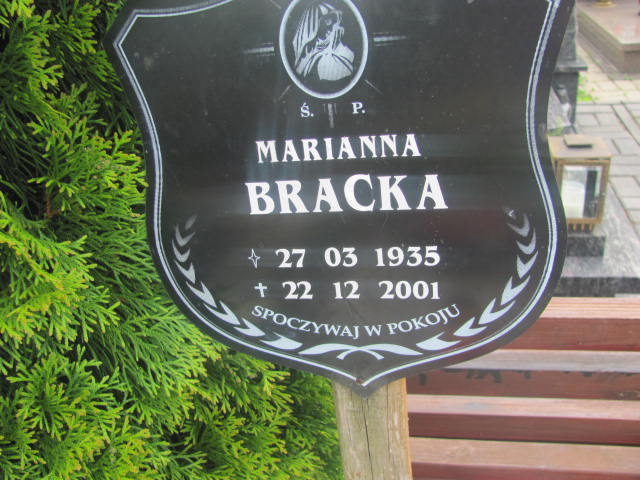 Ś. P.
MARIANNA
BRACKA
✧ 27 03 1935
✝ 22 12 2001
SPOCZYWAJ W POKOJU